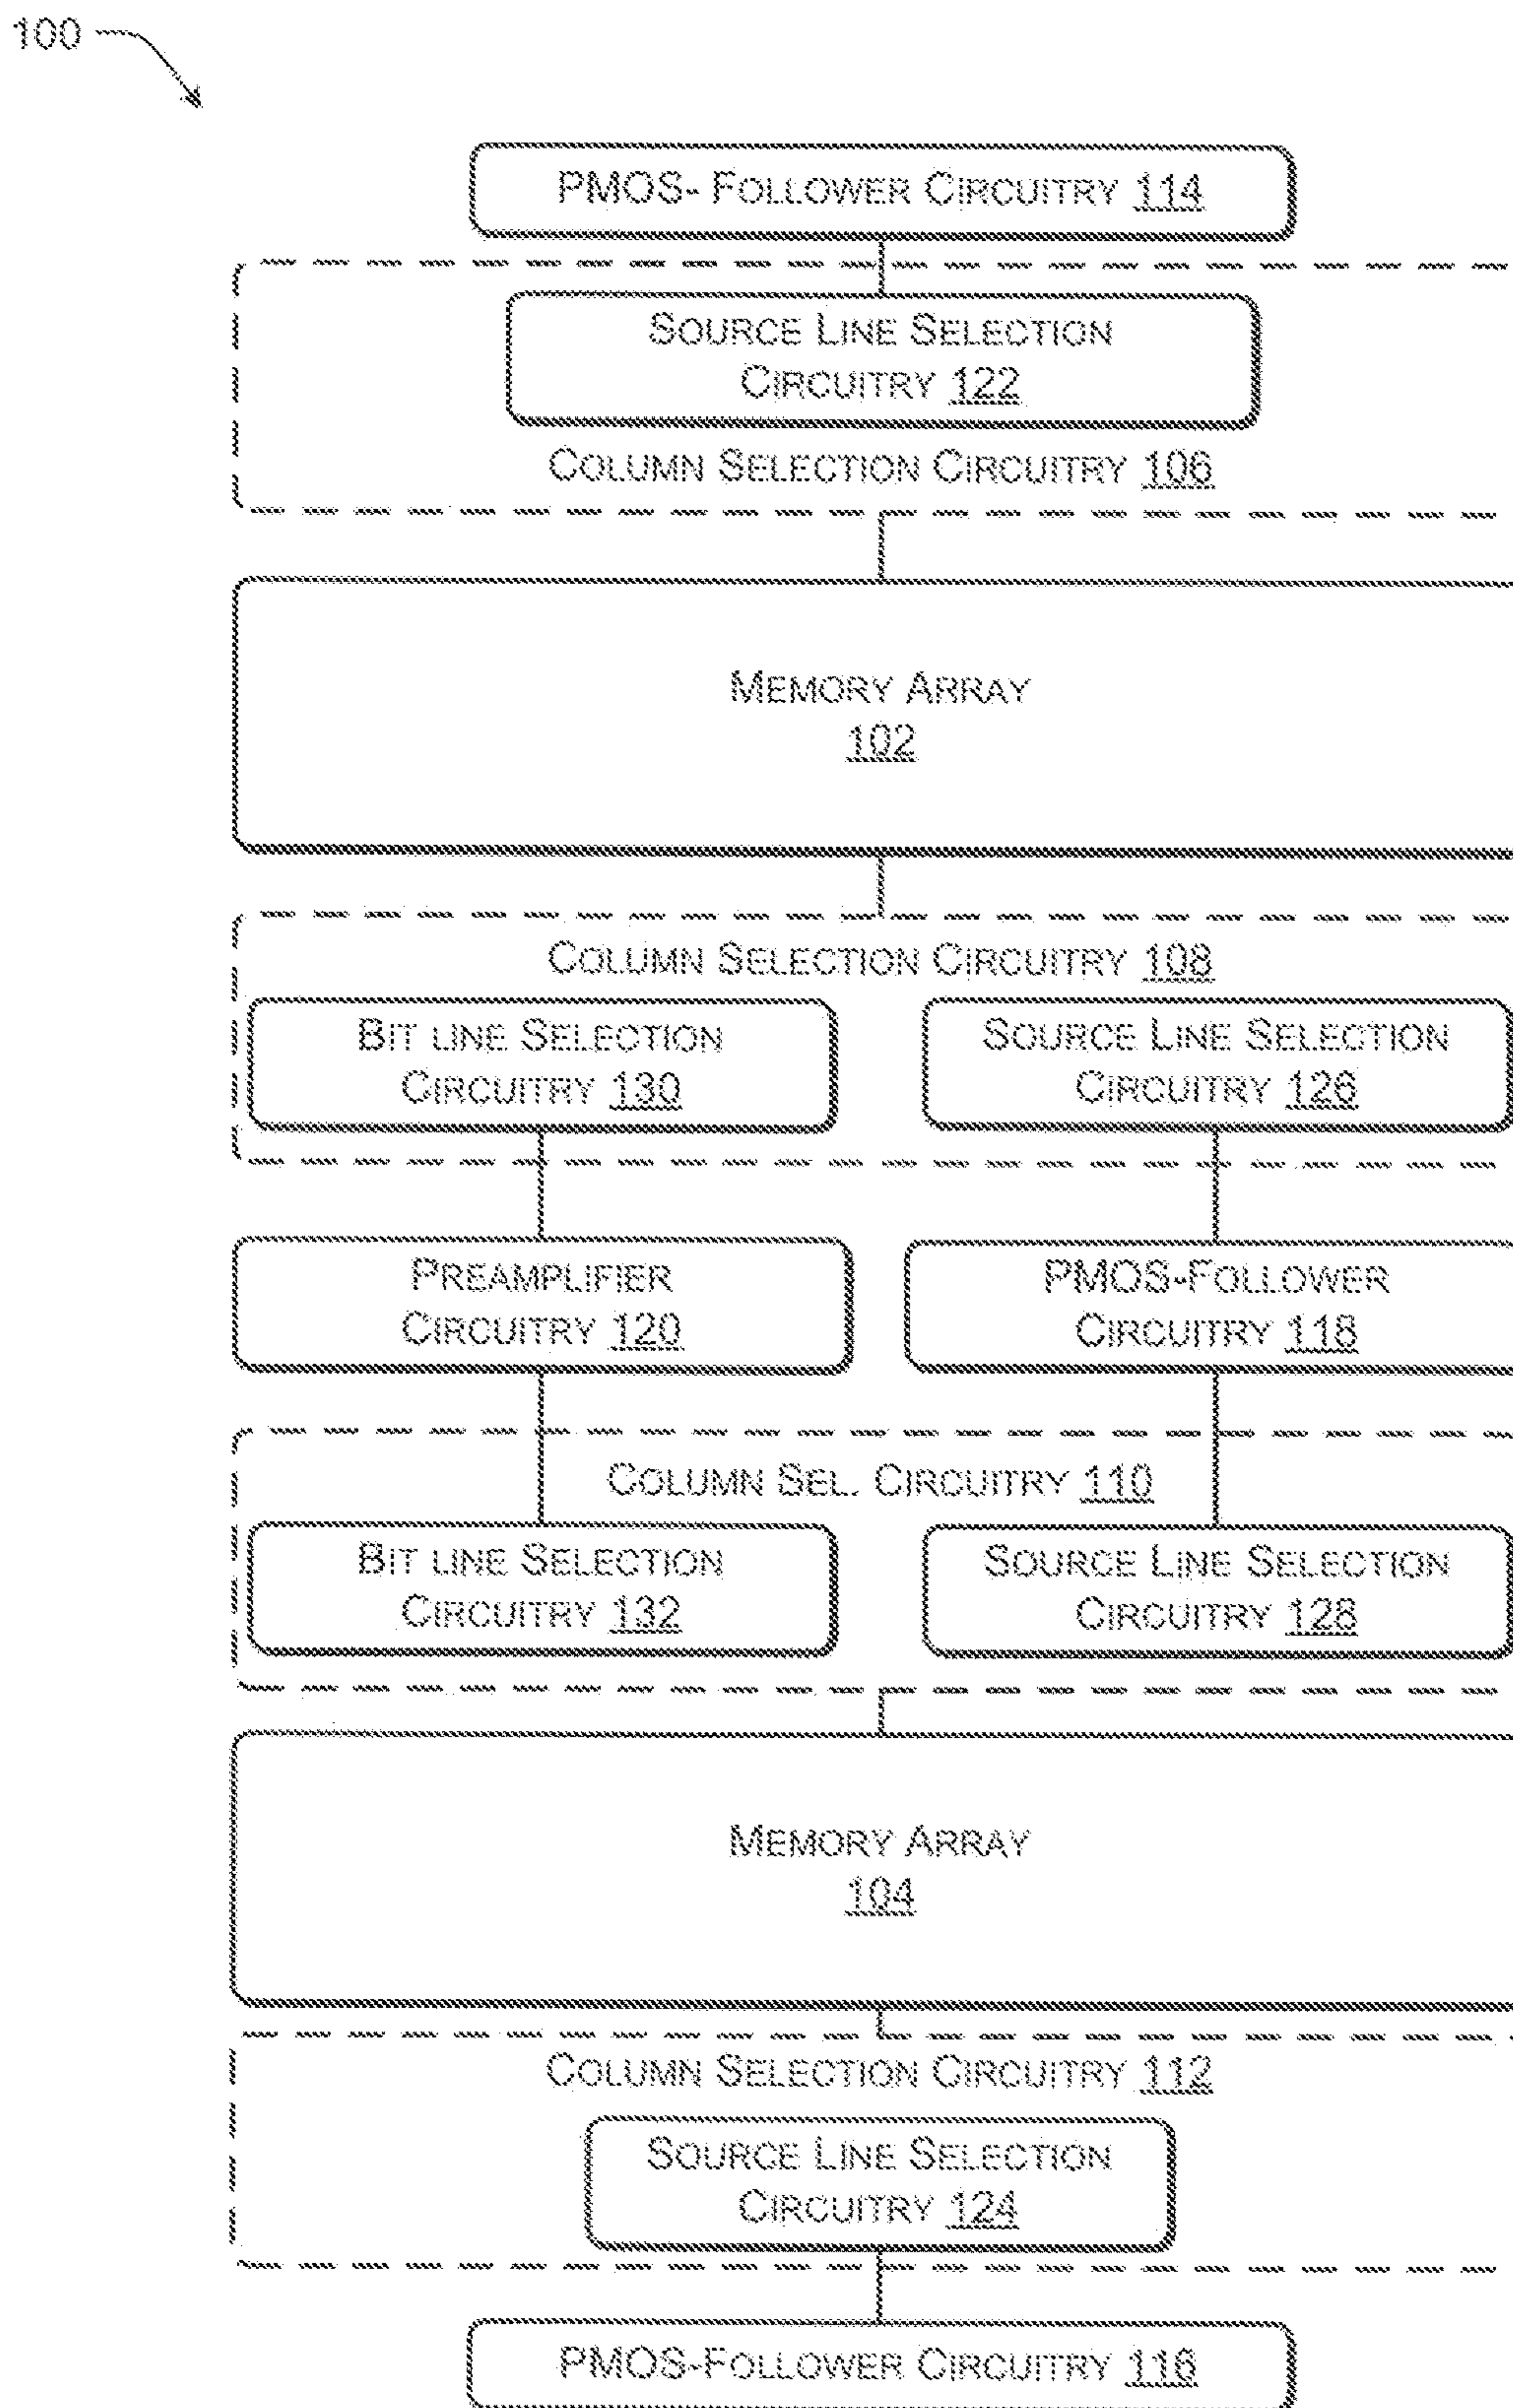 100
PMOS- FOLLOWER CIRCUITRY 114
SOURCE LINE SELECTION
CIRCUITRY 122
COLUMN SELECTION CIRCUITRY 106
MEMORY ARRAY
102
COLUMN SELECTION CIRCUITRY 108
BIT LINE SELECTION
CIRCUITRY 130
SOURCE LINE SELECTION
CIRCUITRY 126
PREAMPLIFIER
CIRCUITRY 120
PMOS-FOLLOWER
CIRCUITRY 118
COLUMN SEL. CIRCUITRY 110
BIT LINE SELECTION
CIRCUITRY 132
SOURCE LINE SELECTION
CIRCUITRY 128
MEMORY ARRAY
104
COLUMN SELECTION CIRCUITRY 112
SOURCE LINE SELECTION
CIRCUITRY 124
PMOS-FOLLOWER CIRCUITRY 116